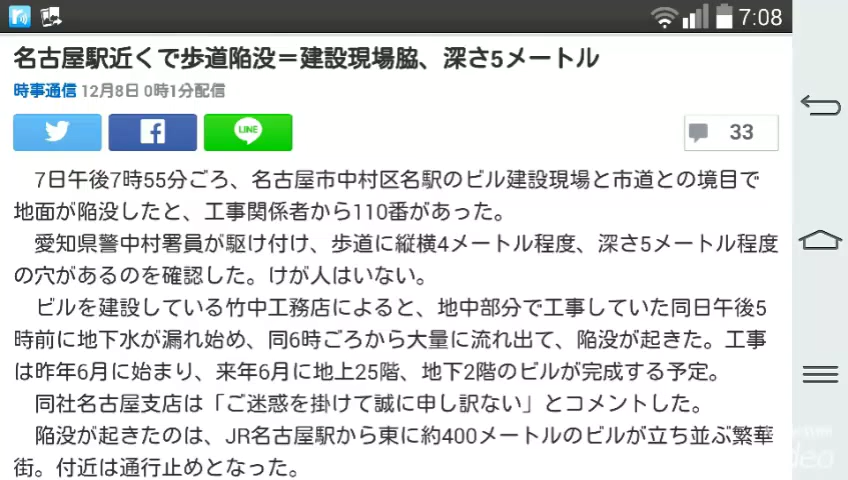 7:08
名古屋駅近くで歩道陥没＝建設現場脇、深さ5メートル
時事通信 12月8日 0時1分配信
LINE
33
7日午後7時55分ごろ、名古屋市中村区名駅のビル建設現場と市道との境目で
地面が陥没したと、工事関係者から110番があった。
愛知県警中村署員が駆け付け、歩道に縦横4メートル程度、深さ5メートル程度
の穴があるのを確認した。けが人はいない。
ビルを建設している竹中工務店によると、地中部分で工事していた同日午後5
時前に地下水が漏れ始め、同6時ごろから大量に流れ出て、陥没が起きた。工事
は昨年6月に始まり、来年6月に地上25階、地下2階のビルが完成する予定。
同社名古屋支店は「ご迷惑を掛けて誠に申し訳ない」とコメントした。
陥没が起きたのは、JR名古屋駅から東に約400メートルのビルが立ち並ぶ繁華
街。付近は通行止めとなった。